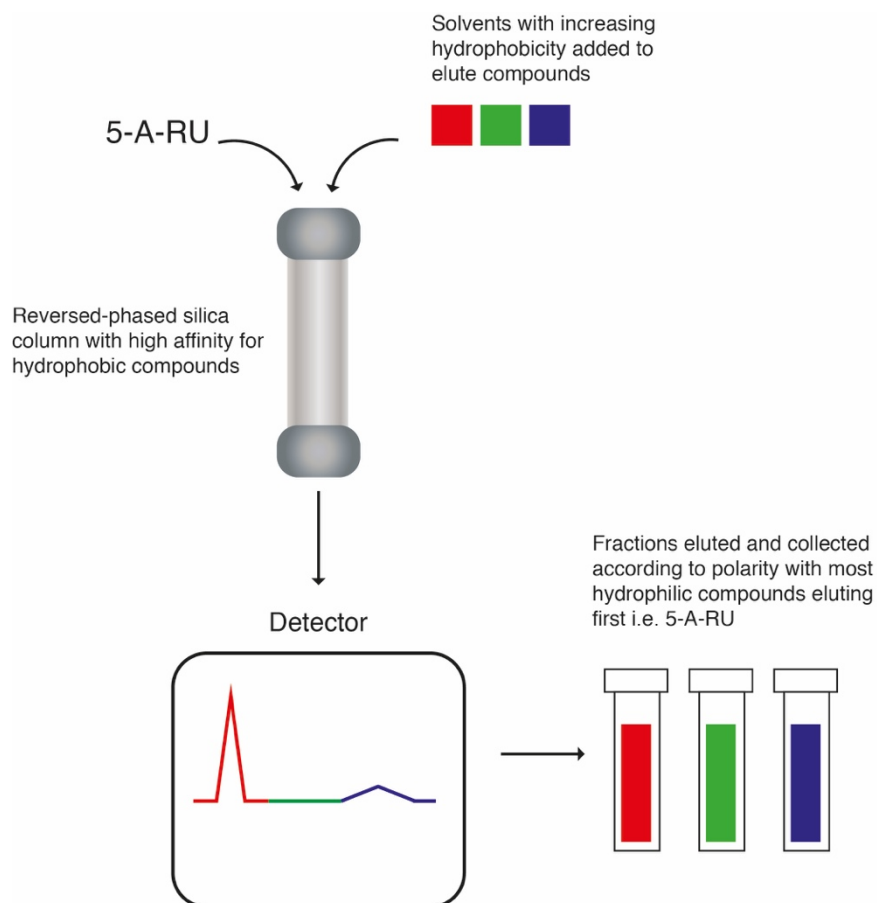 Solvents with increasing
hydrophobicity added to
elute compounds
5-A-RU
Reversed-phased silica
column with high affinity for
hydrophobic compounds
Fractions eluted and collected
according to polarity with most
hydrophilic compounds eluting
first i.e. 5-A-RU
Detector